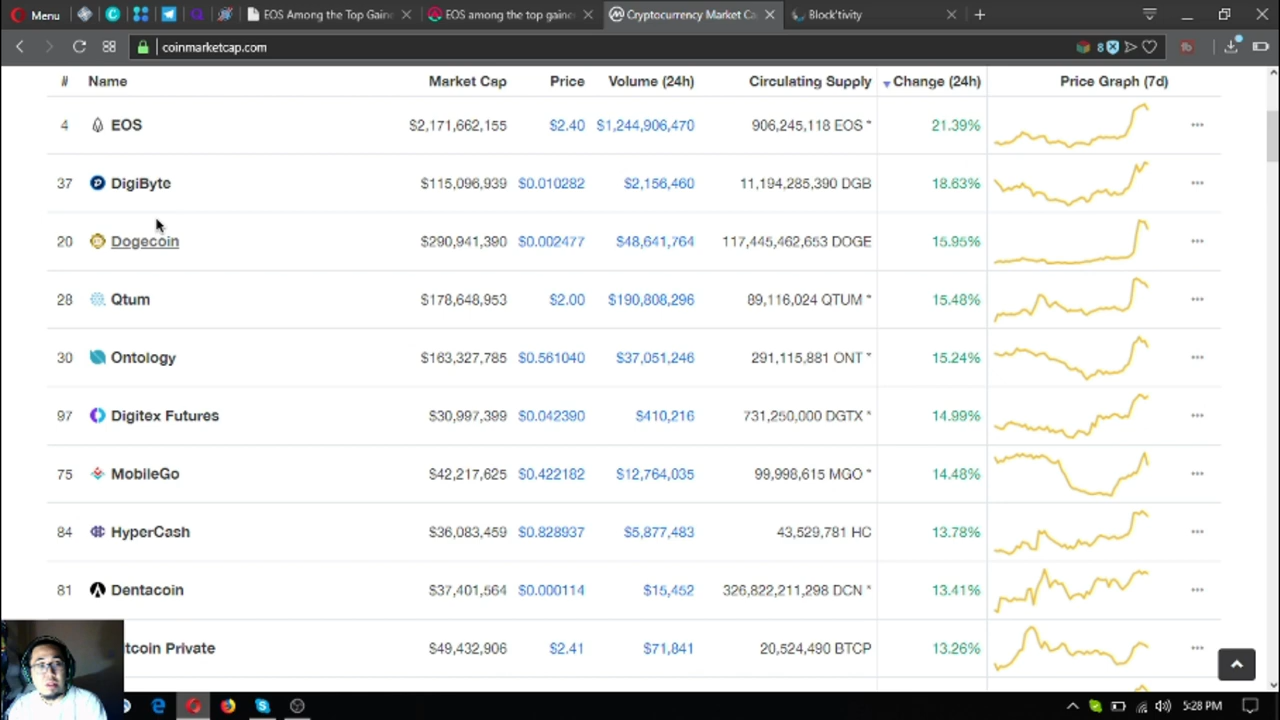 Menu
EOS Among the Top Gaine
EOS among the top gaine
Cryptocurrency Market Ca
Block'tivity
coinmarketcap.com
8
# Name Market Cap Price Volume (24h) Circulating Supply Change (24h) Price Graph (7d)
4 EOS $2,171,662,155 $2.40 $1,244,906,470 906,245,118 EOS * 21.39%
37 DigiByte $115,096,939 $0.010282 $2,156,460 11,194,285,390 DGB 18.63%
20 Dogecoin $290,941,390 $0.002477 $48,641,764 117,445,462,653 DOGE 15.95%
28 Qtum $178,648,953 $2.00 $190,808,296 89,116,024 QTUM * 15.48%
30 Ontology $163,327,785 $0.561040 $37,051,246 291,115,881 ONT * 15.24%
97 Digitex Futures $30,997,399 $0.042390 $410,216 731,250,000 DGTX * 14.99%
75 MobileGo $42,217,625 $0.422182 $12,764,035 99,998,615 MGO * 14.48%
84 HyperCash $36,083,459 $0.828937 $5,877,483 43,529,781 HC 13.78%
81 Dentacoin $37,401,564 $0.000114 $15,452 326,822,211,298 DCN * 13.41%
tcoin Private $49,432,906 $2.41 $71,841 20,524,490 BTCP 13.26%
5:28 PM